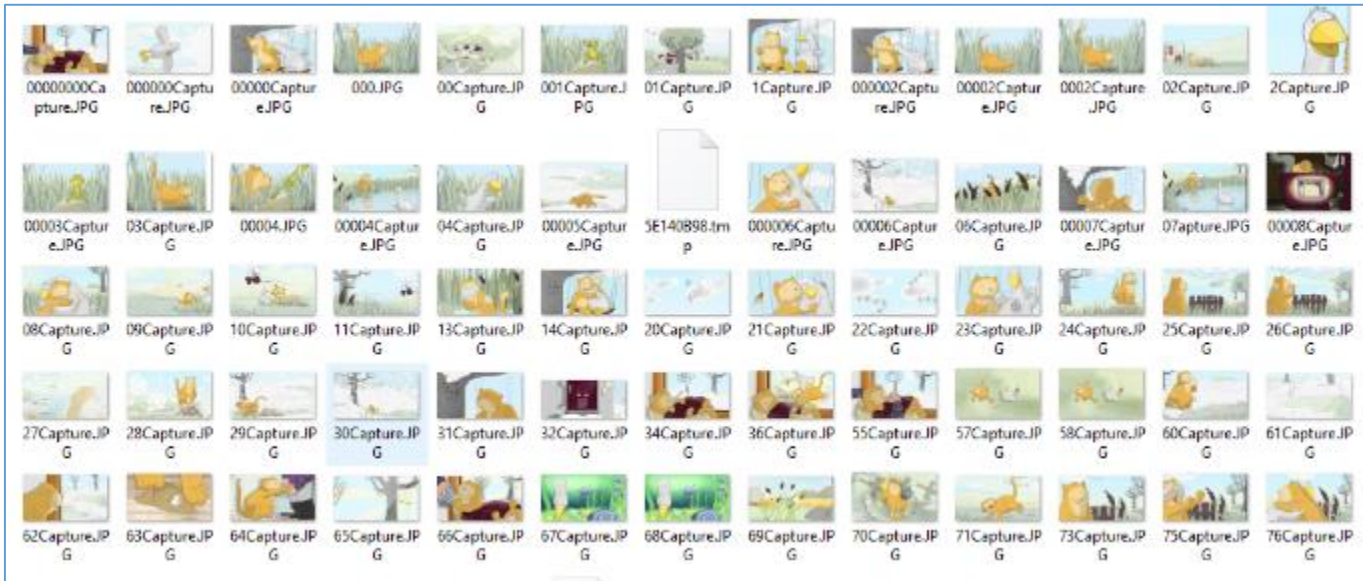 00000000Ca
pture.JPG
000000Captu
re.JPG
00000Captur
e.JPG
000.JPG
00Capture.JP
G
001Capture.J
PG
01Capture.JP
G
1Capture.JP
G
000002Captu
re.JPG
00002Captur
e.JPG
0002Capture
.JPG
02Capture.JP
G
2Capture.JP
G
00003Captur
e.JPG
03Capture.JP
G
00004.JPG
00004Captur
e.JPG
04Capture.JP
G
00005Captur
e.JPG
5E140B98.tm
p
000006Captu
re.JPG
00006Captur
e.JPG
06Capture.JP
G
00007Captur
e.JPG
07apture.JPG
00008Captur
e.JPG
08Capture.JP
G
09Capture.JP
G
10Capture.JP
G
11Capture.JP
G
13Capture.JP
G
14Capture.JP
G
20Capture.JP
G
21Capture.JP
G
22Capture.JP
G
23Capture.JP
G
24Capture.JP
G
25Capture.JP
G
26Capture.JP
G
27Capture.JP
G
28Capture.JP
G
29Capture.JP
G
30Capture.JP
G
31Capture.JP
G
32Capture.JP
G
34Capture.JP
G
36Capture.JP
G
55Capture.JP
G
57Capture.JP
G
58Capture.JP
G
60Capture.JP
G
61Capture.JP
G
62Capture.JP
G
63Capture.JP
G
64Capture.JP
G
65Capture.JP
G
66Capture.JP
G
67Capture.JP
G
68Capture.JP
G
69Capture.JP
G
70Capture.JP
G
71Capture.JP
G
73Capture.JP
G
75Capture.JP
G
76Capture.JP
G